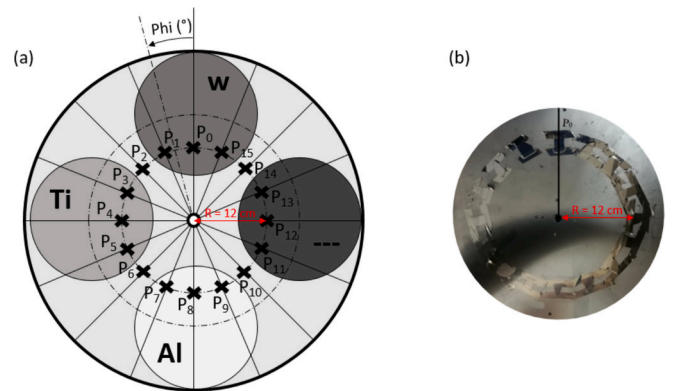 (a)
Phi (°)
(b)
W
P0
P1
P15
P2
P14
P3
P13
Ti
P4
R = 12 cm
P12
---
P5
P11
P6
P10
P7
P8
P9
Al
P0
R = 12 cm